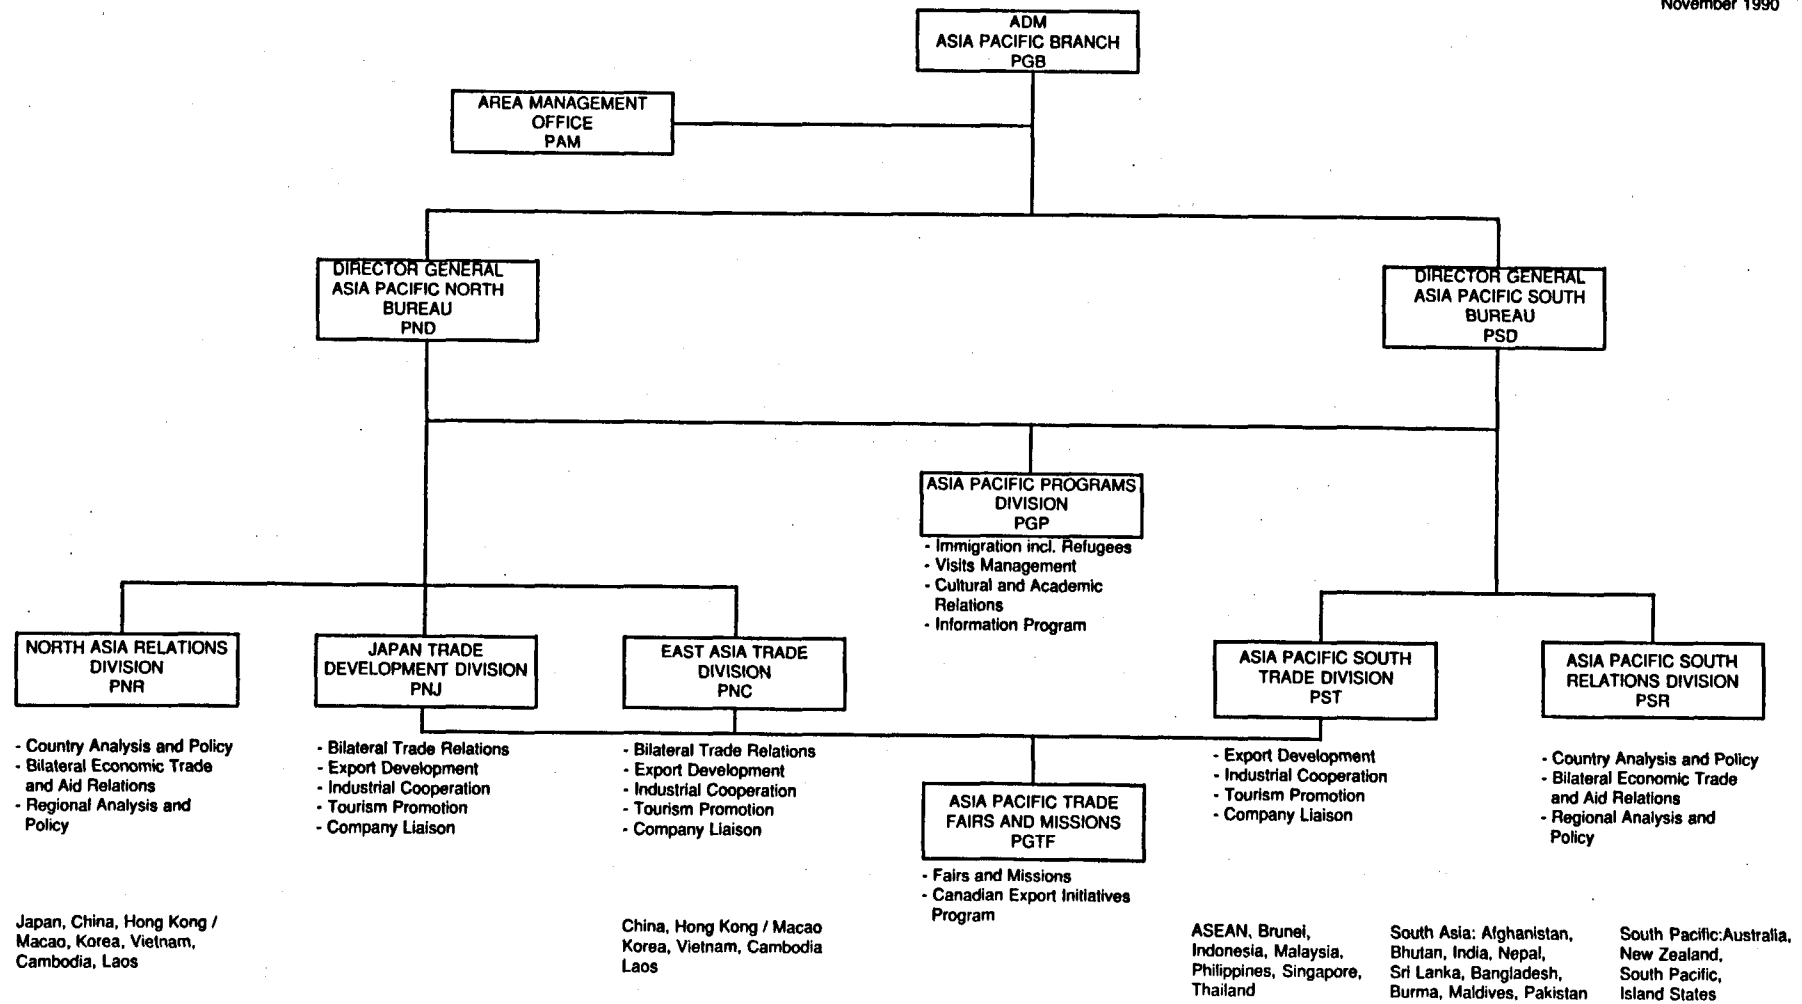 November 1990
ADM
ASIA PACIFIC BRANCH
PGB
AREA MANAGEMENT
OFFICE
PAM
DIRECTOR GENERAL
ASIA PACIFIC NORTH
BUREAU
PND
DIRECTOR GENERAL
ASIA PACIFIC SOUTH
BUREAU
PSD
ASIA PACIFIC PROGRAMS
DIVISION
PGP
- Immigration incl. Refugees
- Visits Management
- Cultural and Academic
Relations
- Information Program
NORTH ASIA RELATIONS
DIVISION
PNR
- Country Analysis and Policy
- Bilateral Economic Trade
and Aid Relations
- Regional Analysis and
Policy
Japan, China, Hong Kong /
Macao, Korea, Vietnam,
Cambodia, Laos
JAPAN TRADE
DEVELOPMENT DIVISION
PNJ
- Bilateral Trade Relations
- Export Development
- Industrial Cooperation
- Tourism Promotion
- Company Liaison
EAST ASIA TRADE
DIVISION
PNC
- Bilateral Trade Relations
- Export Development
- Industrial Cooperation
- Tourism Promotion
- Company Liaison
China, Hong Kong / Macao
Korea, Vietnam, Cambodia
Laos
ASIA PACIFIC TRADE
FAIRS AND MISSIONS
PGTF
- Fairs and Missions
- Canadian Export Initiatives
Program
ASIA PACIFIC SOUTH
TRADE DIVISION
PST
- Export Development
- Industrial Cooperation
- Tourism Promotion
- Company Liaison
ASIA PACIFIC SOUTH
RELATIONS DIVISION
PSR
- Country Analysis and Policy
- Bilateral Economic Trade
and Aid Relations
- Regional Analysis and
Policy
ASEAN, Brunei,
Indonesia, Malaysia,
Philippines, Singapore,
Thailand
South Asia: Afghanistan,
Bhutan, India, Nepal,
Sri Lanka, Bangladesh,
Burma, Maldives, Pakistan
South Pacific:Australia,
New Zealand,
South Pacific,
Island States